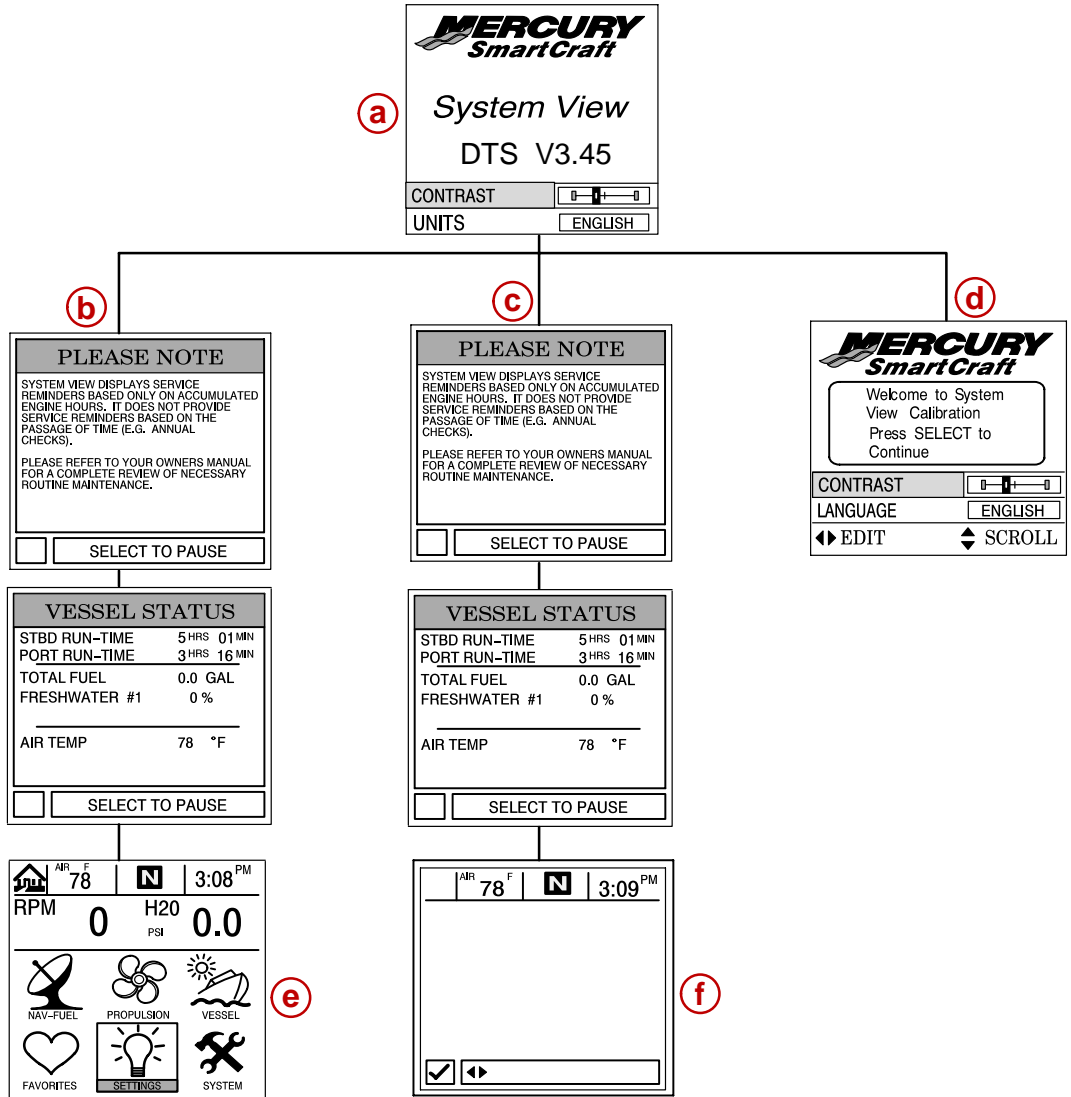 MERCURY
SmartCraft
System View
DTS V3.45
CONTRAST
UNITS ENGLISH
a
b
PLEASE NOTE
SYSTEM VIEW DISPLAYS SERVICE
REMINDERS BASED ONLY ON ACCUMULATED
ENGINE HOURS. IT DOES NOT PROVIDE
SERVICE REMINDERS BASED ON THE
PASSAGE OF TIME (E.G. ANNUAL
CHECKS).
PLEASE REFER TO YOUR OWNERS MANUAL
FOR A COMPLETE REVIEW OF NECESSARY
ROUTINE MAINTENANCE.
SELECT TO PAUSE
VESSEL STATUS
STBD RUN-TIME 5 HRS 01 MIN
PORT RUN-TIME 3 HRS 16 MIN
TOTAL FUEL 0.0 GAL
FRESHWATER #1 0 %
AIR TEMP 78 °F
SELECT TO PAUSE
AIR 78 F N 3:08 PM
RPM 0 H20 PSI 0.0
NAV-FUEL PROPULSION VESSEL
FAVORITES SETTINGS SYSTEM
e
c
PLEASE NOTE
SYSTEM VIEW DISPLAYS SERVICE
REMINDERS BASED ONLY ON ACCUMULATED
ENGINE HOURS. IT DOES NOT PROVIDE
SERVICE REMINDERS BASED ON THE
PASSAGE OF TIME (E.G. ANNUAL
CHECKS).
PLEASE REFER TO YOUR OWNERS MANUAL
FOR A COMPLETE REVIEW OF NECESSARY
ROUTINE MAINTENANCE.
SELECT TO PAUSE
VESSEL STATUS
STBD RUN-TIME 5 HRS 01 MIN
PORT RUN-TIME 3 HRS 16 MIN
TOTAL FUEL 0.0 GAL
FRESHWATER #1 0 %
AIR TEMP 78 °F
SELECT TO PAUSE
AIR 78 F N 3:09 PM
f
d
MERCURY
SmartCraft
Welcome to System
View Calibration
Press SELECT to
Continue
CONTRAST
LANGUAGE ENGLISH
EDIT SCROLL